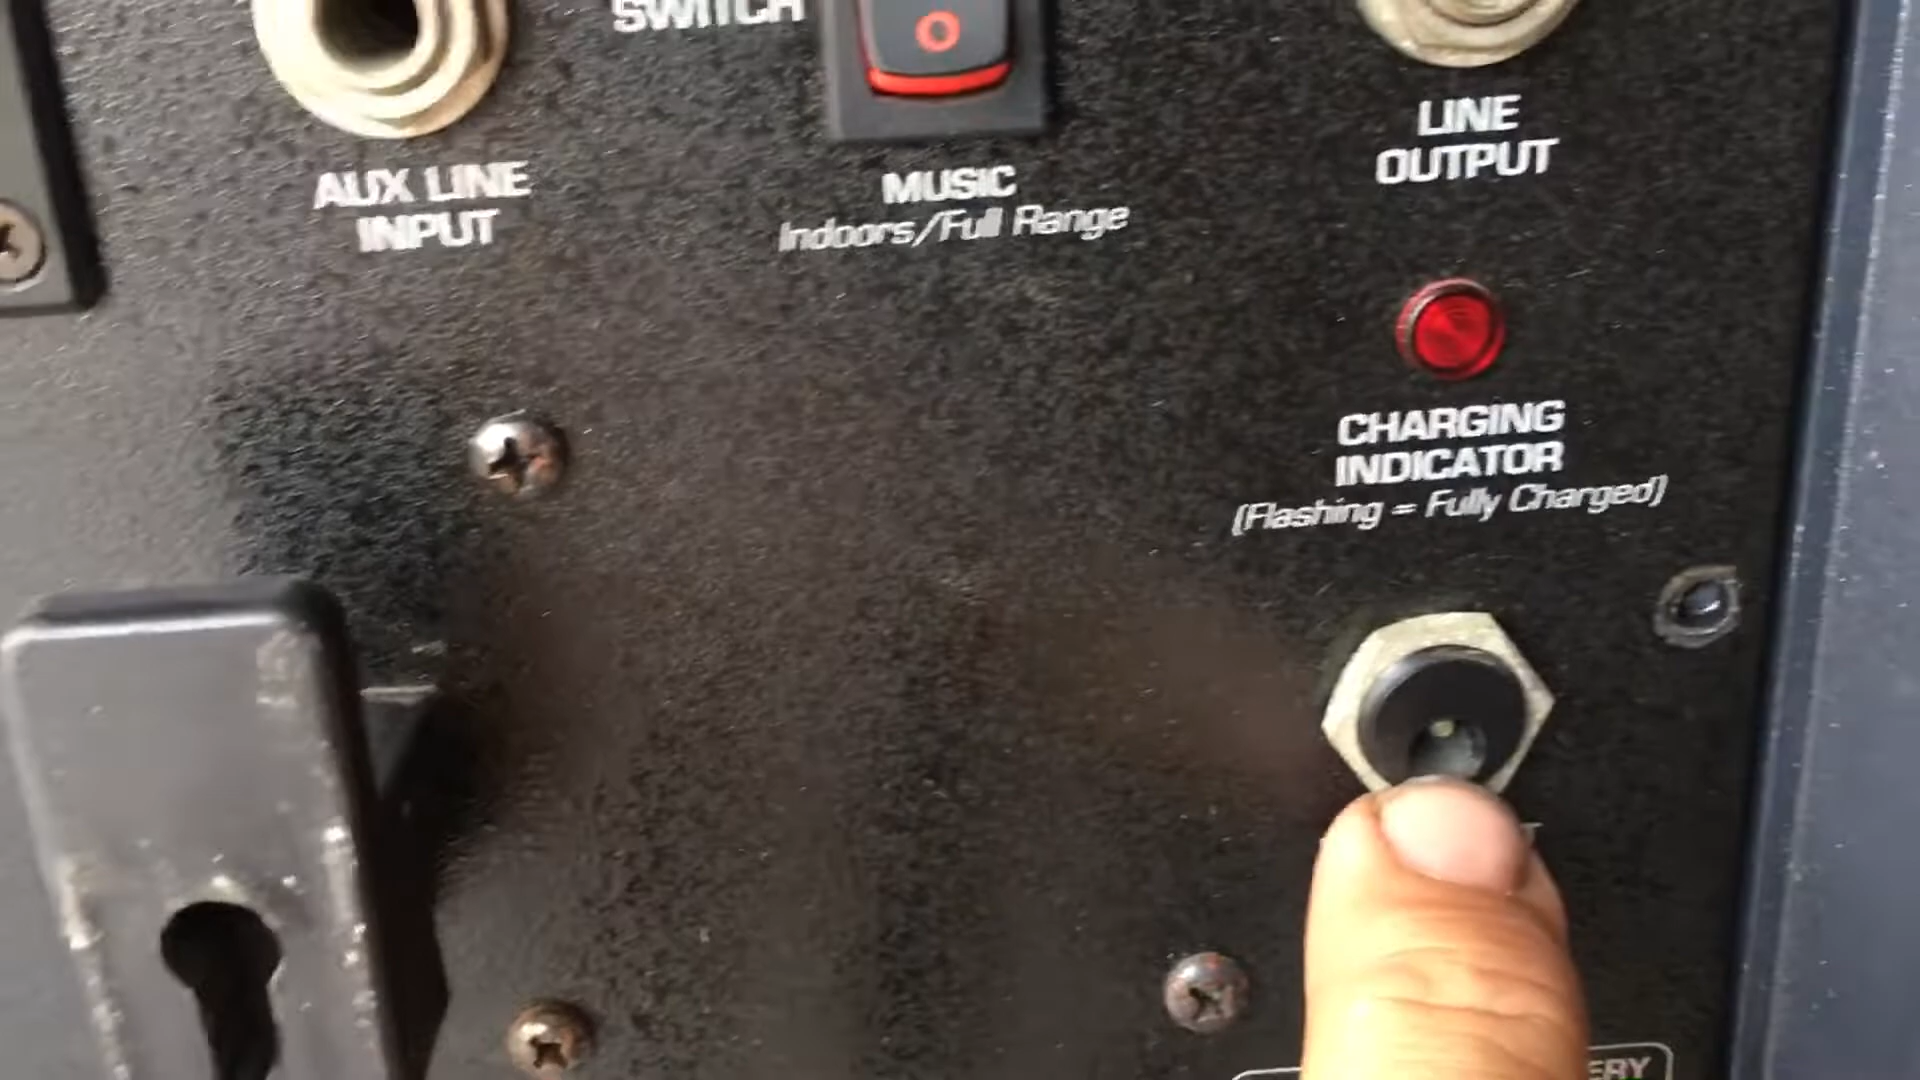 SWITCH
AUX LINE
INPUT
MUSIC
Indoors/Full Range
LINE
OUTPUT
CHARGING
INDICATOR
(Flashing = Fully Charged)